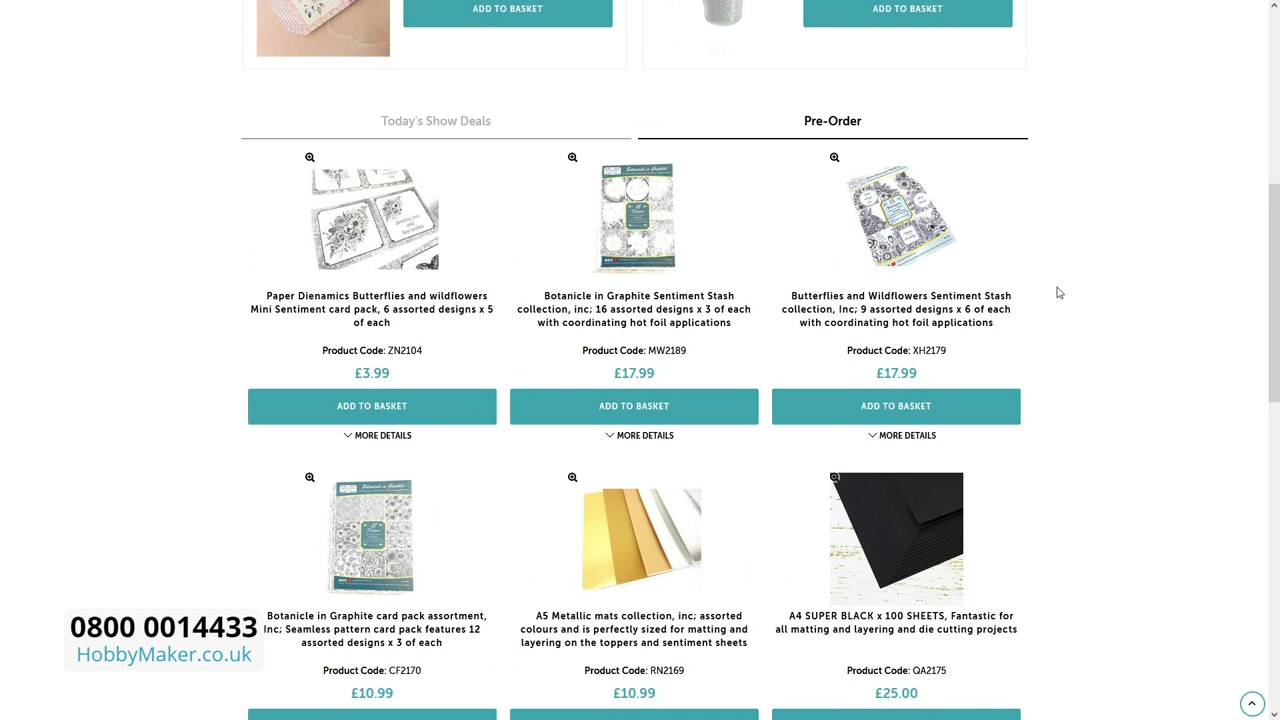 ADD TO BASKET
ADD TO BASKET
Today's Show Deals
Pre-Order
Paper Dienamics Butterflies and wildflowers
Mini Sentiment card pack, 6 assorted designs x 5
of each
Product Code: ZN2104
£3.99
ADD TO BASKET
MORE DETAILS
Botanicle in Graphite Sentiment Stash
collection, inc; 16 assorted designs x 3 of each
with coordinating hot foil applications
Product Code: MW2189
£17.99
ADD TO BASKET
MORE DETAILS
Butterflies and Wildflowers Sentiment Stash
collection, Inc; 9 assorted designs x 6 of each
with coordinating hot foil applications
Product Code: XH2179
£17.99
ADD TO BASKET
MORE DETAILS
Botanicle in Graphite card pack assortment,
Inc; Seamless pattern card pack features 12
assorted designs x 3 of each
Product Code: CF2170
£10.99
A5 Metallic mats collection, inc; assorted
colours and is perfectly sized for matting and
layering on the toppers and sentiment sheets
Product Code: RN2169
£10.99
A4 SUPER BLACK x 100 SHEETS, Fantastic for
all matting and layering and die cutting projects
Product Code: QA2175
£25.00
0800 0014433
HobbyMaker.co.uk